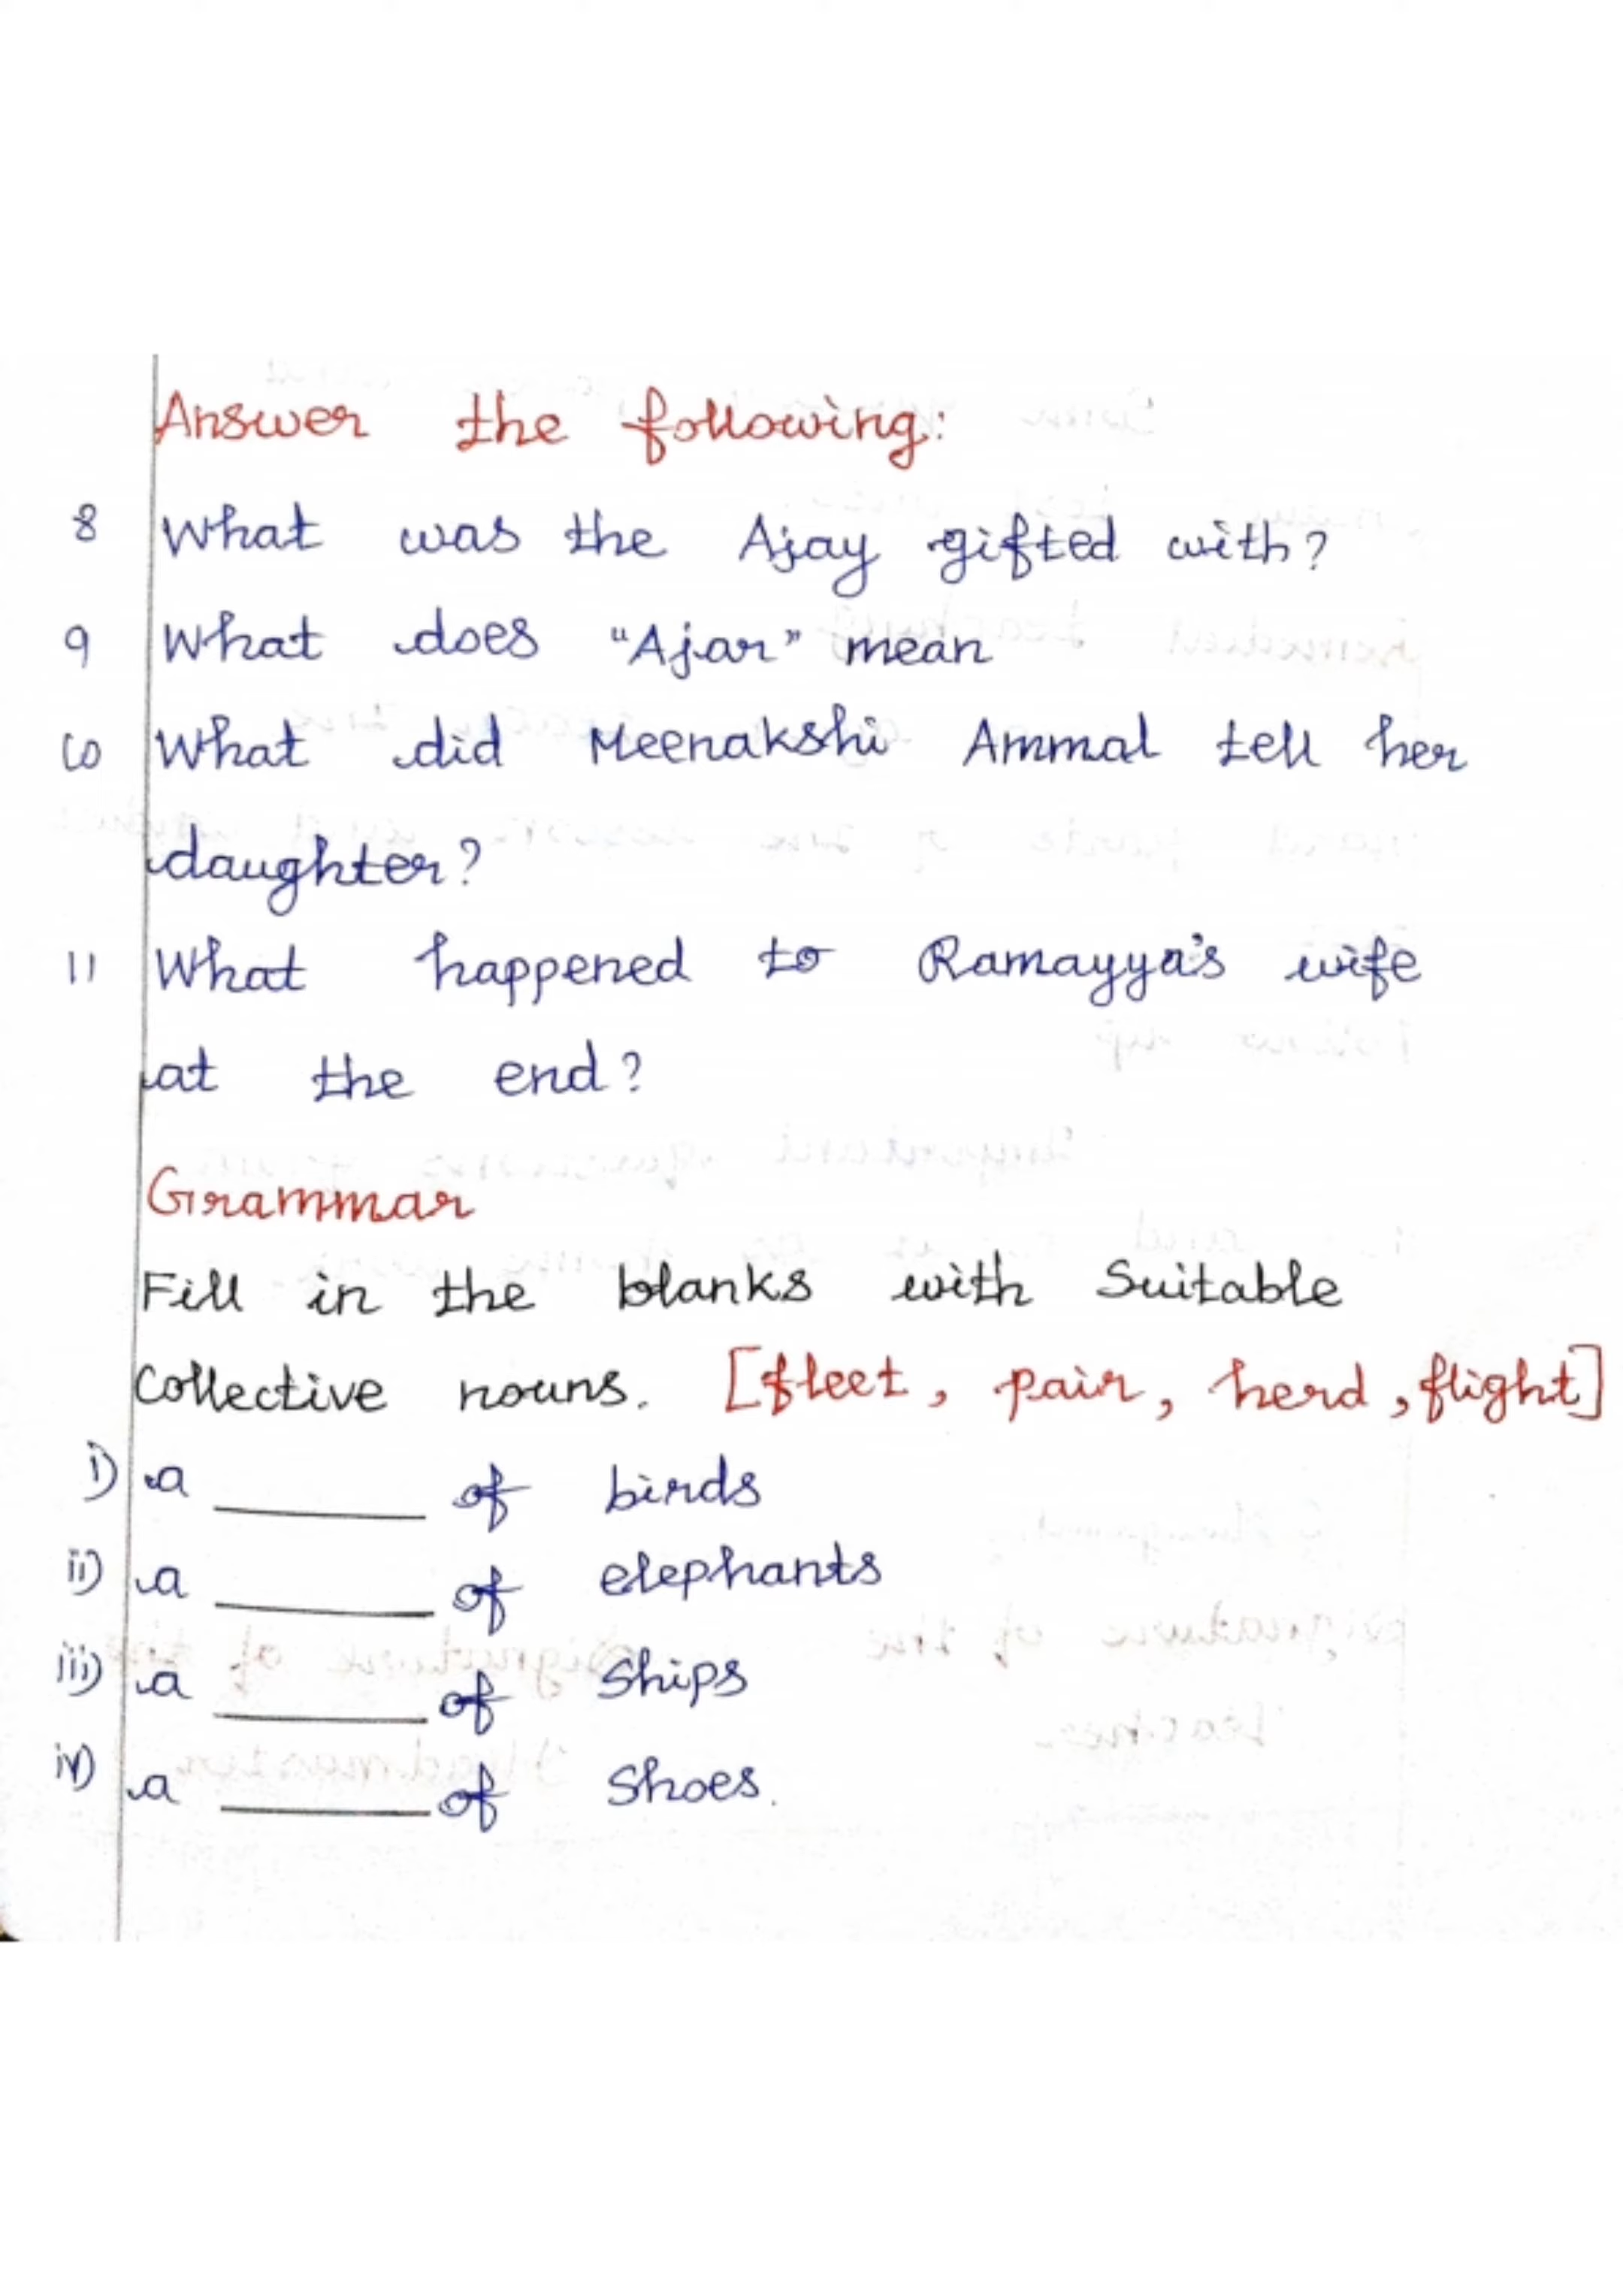 Answer the following:
8 What was the Ajay gifted with?
9 What does "Ajar" mean
10 What did Meenakshi Ammal tell her
daughter?
11 What happened to Ramayya's wife
at the end?
Grammar
Fill in the blanks with Suitable
Collective nouns. [fleet, pair, herd, flight]
i) a ______ of birds
ii) a ______ of elephants
iii) a ______ of Ships
iv) a ______ of Shoes.